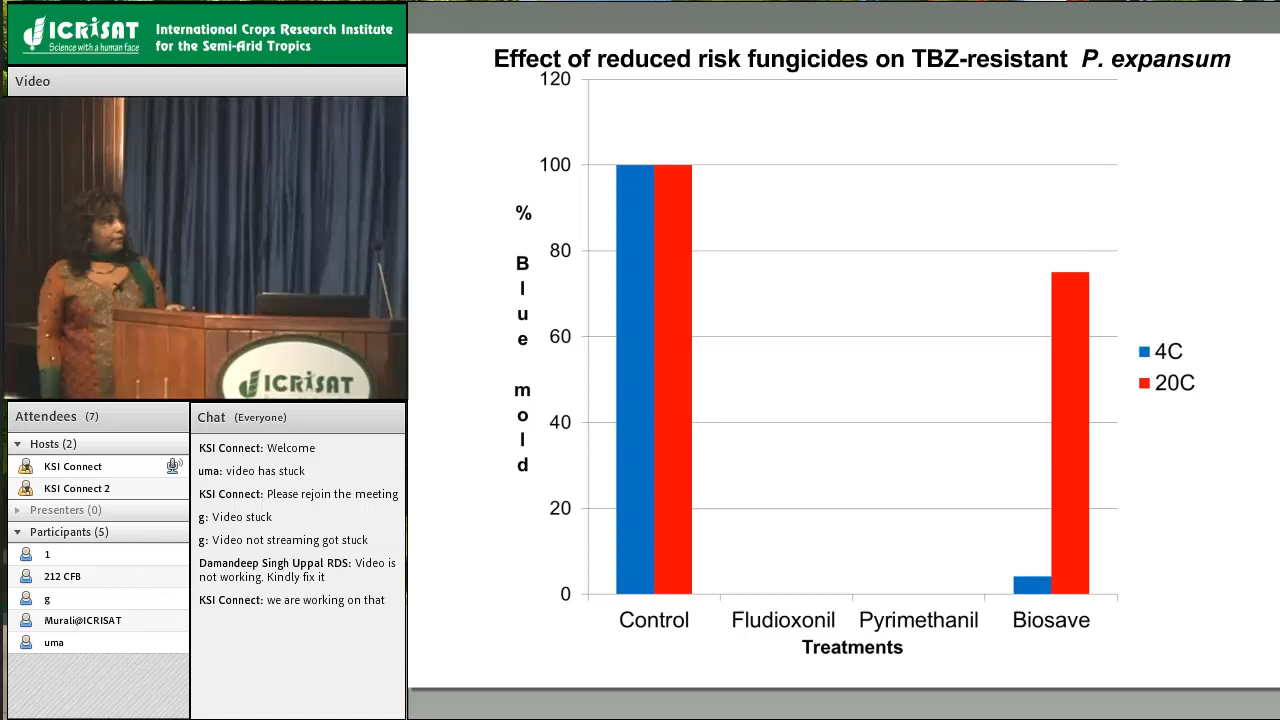 ICRISAT
Science with a human face
International Crops Research Institute
for the Semi-Arid Tropics
Video
ICRISAT
Attendees (7)
Hosts (2)
KSI Connect
KSI Connect 2
Presenters (0)
Participants (5)
1
212 CFB
g
Murali@ICRISAT
uma
Chat (Everyone)
KSI Connect: Welcome
uma: video has stuck
KSI Connect: Please rejoin the meeting
g: Video stuck
g: Video not streaming got stuck
Damandeep Singh Uppal RDS: Video is
not working. Kindly fix it
KSI Connect: we are working on that
Effect of reduced risk fungicides on TBZ-resistant P. expansum
120
100
80
60
40
20
0
% Blue mold
Control Fludioxonil Pyrimethanil Biosave
Treatments
4C
20C